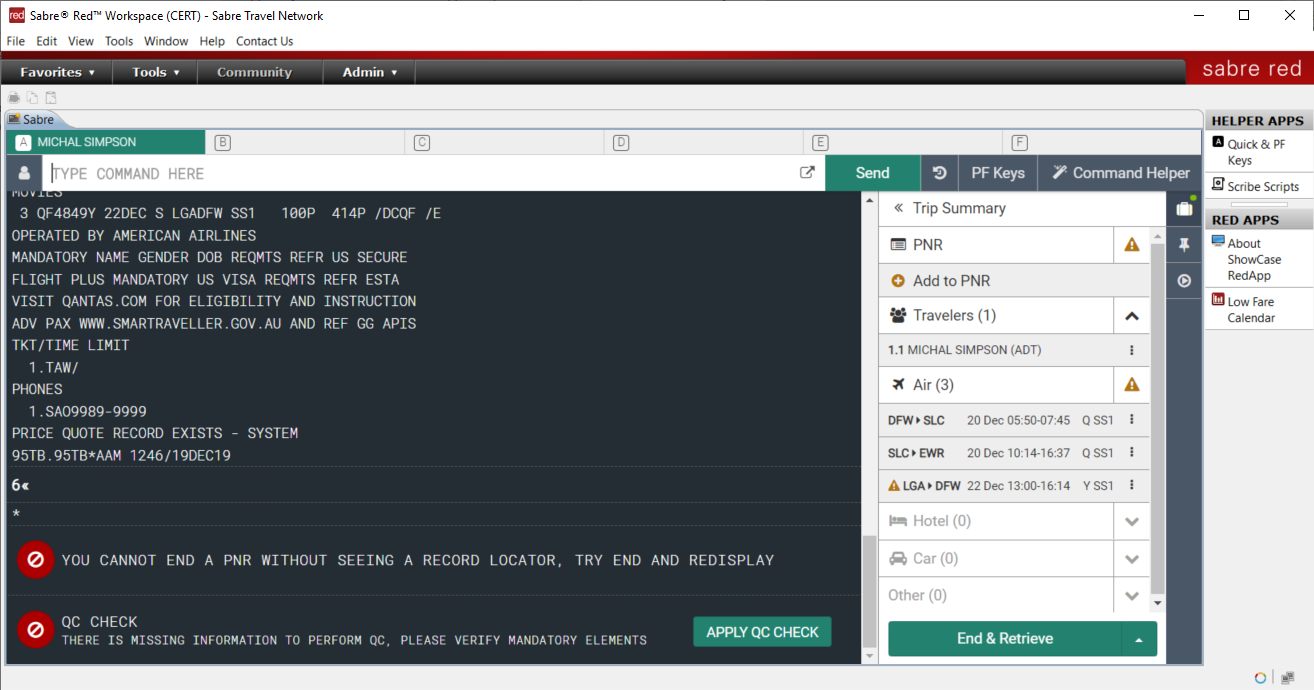 red Sabre® Red™ Workspace (CERT) - Sabre Travel Network
File Edit View Tools Window Help Contact Us
Favorites ▼ Tools ▼ Community Admin ▼ sabre red
Sabre
A MICHAL SIMPSON B C D E F
TYPE COMMAND HERE Send PF Keys Command Helper
MOVIES
3 QF4849Y 22DEC S LGADFW SS1 100P 414P /DCQF /E
OPERATED BY AMERICAN AIRLINES
MANDATORY NAME GENDER DOB REQMTS REFR US SECURE
FLIGHT PLUS MANDATORY US VISA REQMTS REFR ESTA
VISIT QANTAS.COM FOR ELIGIBILITY AND INSTRUCTION
ADV PAX WWW.SMARTRAVELLER.GOV.AU AND REF GG APIS
TKT/TIME LIMIT
1.TAW/
PHONES
1.SAO9989-9999
PRICE QUOTE RECORD EXISTS - SYSTEM
95TB.95TB*AAM 1246/19DEC19
6«
*
YOU CANNOT END A PNR WITHOUT SEEING A RECORD LOCATOR, TRY END AND REDISPLAY
QC CHECK
THERE IS MISSING INFORMATION TO PERFORM QC, PLEASE VERIFY MANDATORY ELEMENTS
APPLY QC CHECK
« Trip Summary
PNR
Add to PNR
Travelers (1)
1.1 MICHAL SIMPSON (ADT)
Air (3)
DFW SLC 20 Dec 05:50-07:45 Q SS1
SLC EWR 20 Dec 10:14-16:37 Q SS1
LGA DFW 22 Dec 13:00-16:14 Y SS1
Hotel (0)
Car (0)
Other (0)
End & Retrieve
HELPER APPS
A Quick & PF
Keys
Scribe Scripts
RED APPS
About
ShowCase
RedApp
Low Fare
Calendar